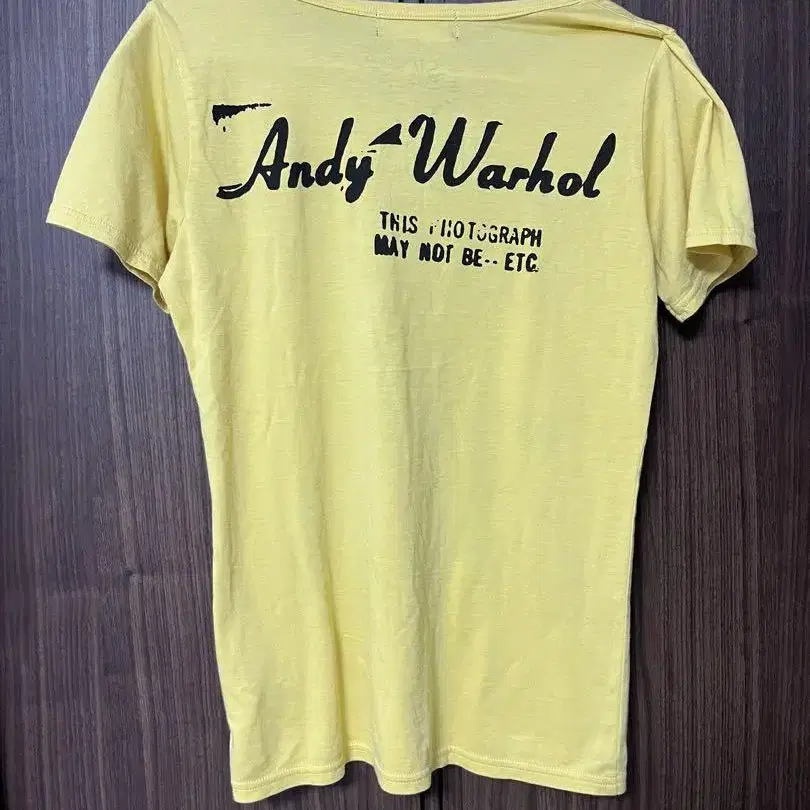 Andy Warhol
THIS PHOTOGRAPH
MAY NOT BE-- ETC.